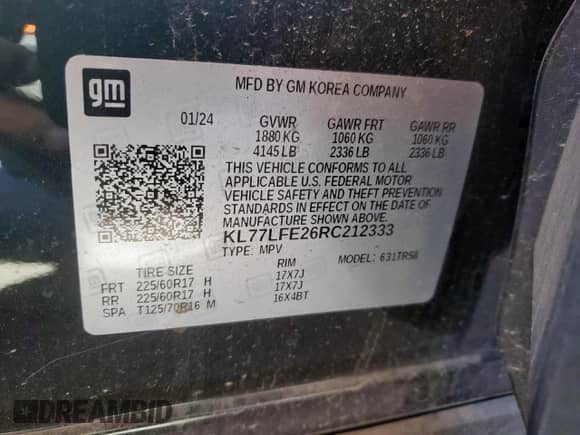 gm
MFD BY GM KOREA COMPANY
01/24 GVWR GAWR FRT GAWR RR
1880 KG 1060 KG 1060 KG
4145 LB 2336 LB 2336 LB
THIS VEHICLE CONFORMS TO ALL
APPLICABLE U.S. FEDERAL MOTOR
VEHICLE SAFETY AND THEFT PREVENTION
STANDARDS IN EFFECT ON THE DATE OF
MANUFACTURE SHOWN ABOVE.
KL77LFE26RC212333
TYPE: MPV MODEL: 631TR58
TIRE SIZE RIM
FRT 225/60R17 H 17X7J
RR 225/60R17 H 17X7J
SPA T125/70R16 M 16X4BT
DREAMBID